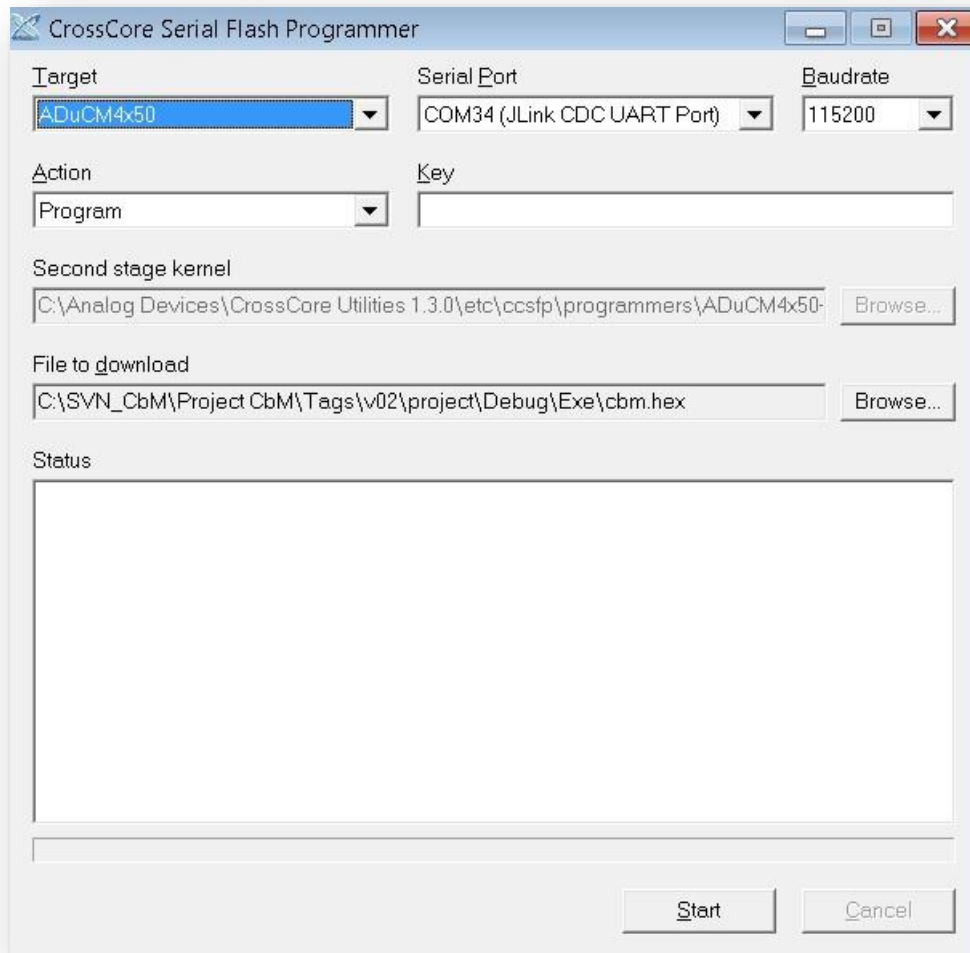 CrossCore Serial Flash Programmer
Target Serial Port Baudrate
ADuCM4x50 COM34 (JLink CDC UART Port) 115200
Action Key
Program
Second stage kernel
C:\Analog Devices\CrossCore Utilities 1.3.0\etc\ccsfp\programmers\ADuCM4x50- Browse...
File to download
C:\SVN_CbM\Project CbM\Tags\v02\project\Debug\Exe\cbm.hex Browse...
Status
Start Cancel